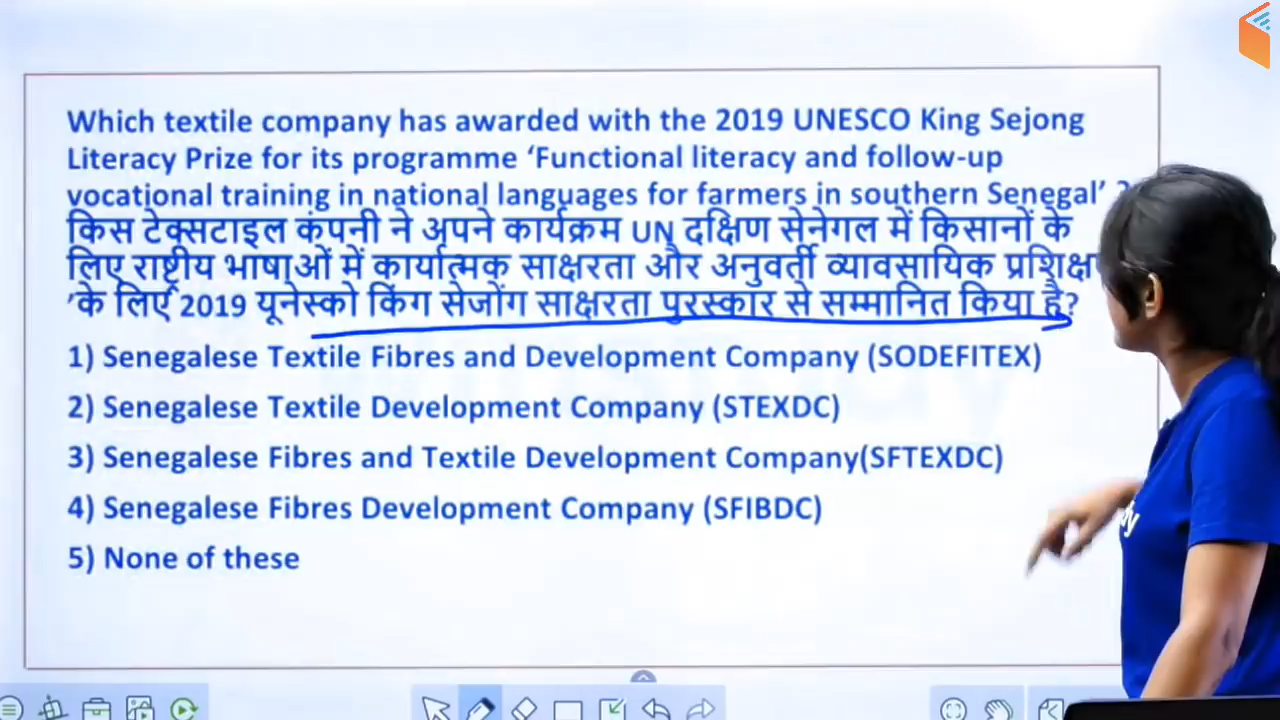 Which textile company has awarded with the 2019 UNESCO King Sejong
Literacy Prize for its programme ‘Functional literacy and follow-up
vocational training in national languages for farmers in southern Senegal’ ?
किस टेक्सटाइल कंपनी ने अपने कार्यक्रम UN दक्षिण सेनेगल में किसानों के
लिए राष्ट्रीय भाषाओं में कार्यात्मक साक्षरता और अनुवर्ती व्यावसायिक
’के लिए 2019 यूनेस्को किंग सेजोंग साक्षरता पुरस्कार से सम्मानित किया है?
1) Senegalese Textile Fibres and Development Company (SODEFITEX)
2) Senegalese Textile Development Company (STEXDC)
3) Senegalese Fibres and Textile Development Company(SFTEXDC)
4) Senegalese Fibres Development Company (SFIBDC)
5) None of these